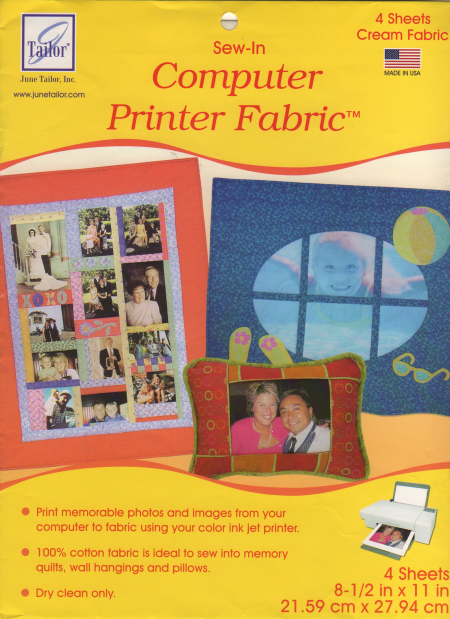 J
Tailor®
June Tailor, Inc.
www.junetailor.com
4 Sheets
Cream Fabric
MADE IN USA
Sew-In
Computer
Printer Fabric™
XOXO
• Print memorable photos and images from your
computer to fabric using your color ink jet printer.
• 100% cotton fabric is ideal to sew into memory
quilts, wall hangings and pillows.
• Dry clean only.
4 Sheets
8-1/2 in x 11 in
21.59 cm x 27.94 cm